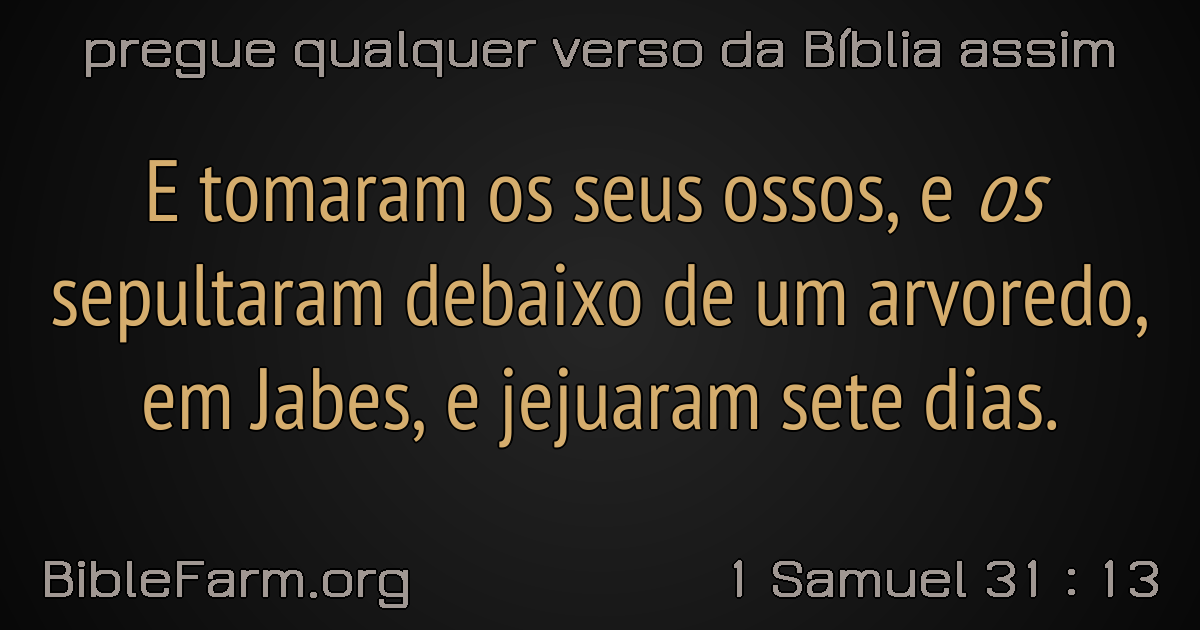 pregue qualquer verso da Bíblia assim
E tomaram os seus ossos, e os
sepultaram debaixo de um arvoredo,
em Jabes, e jejuaram sete dias.
BibleFarm.org
1 Samuel 31 : 13